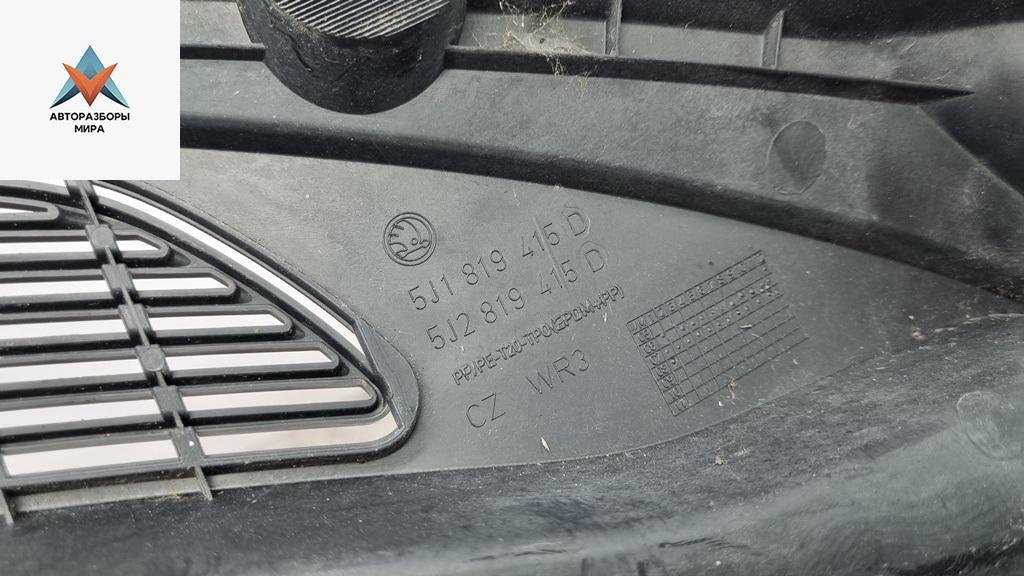 АВТОРАЗБОРЫ
МИРА
5J1 819 415 D
5J2 819 415 D
PP/PE-T20-TPO(EPDM+PP)
CZ WR3